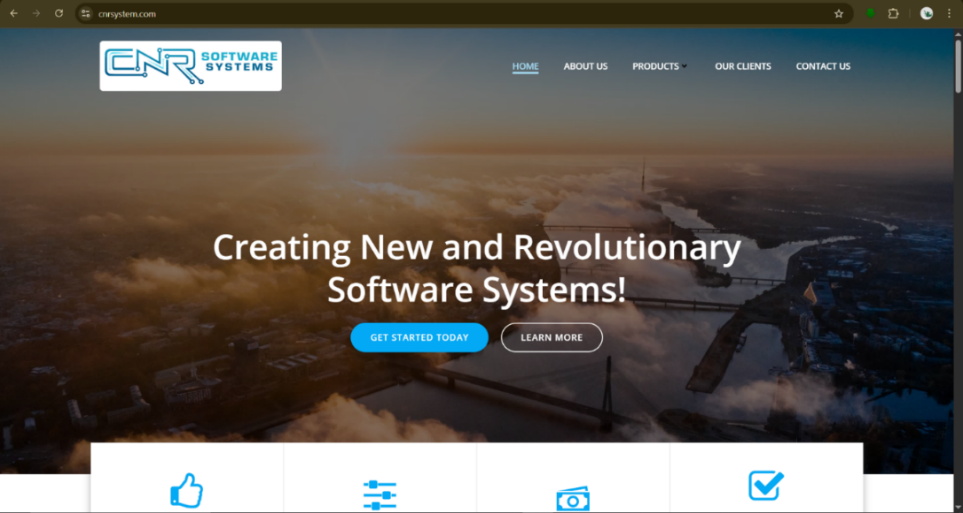 cnrsystem.com
CNR SOFTWARE SYSTEMS
HOME
ABOUT US
PRODUCTS
OUR CLIENTS
CONTACT US
Creating New and Revolutionary
Software Systems!
GET STARTED TODAY
LEARN MORE